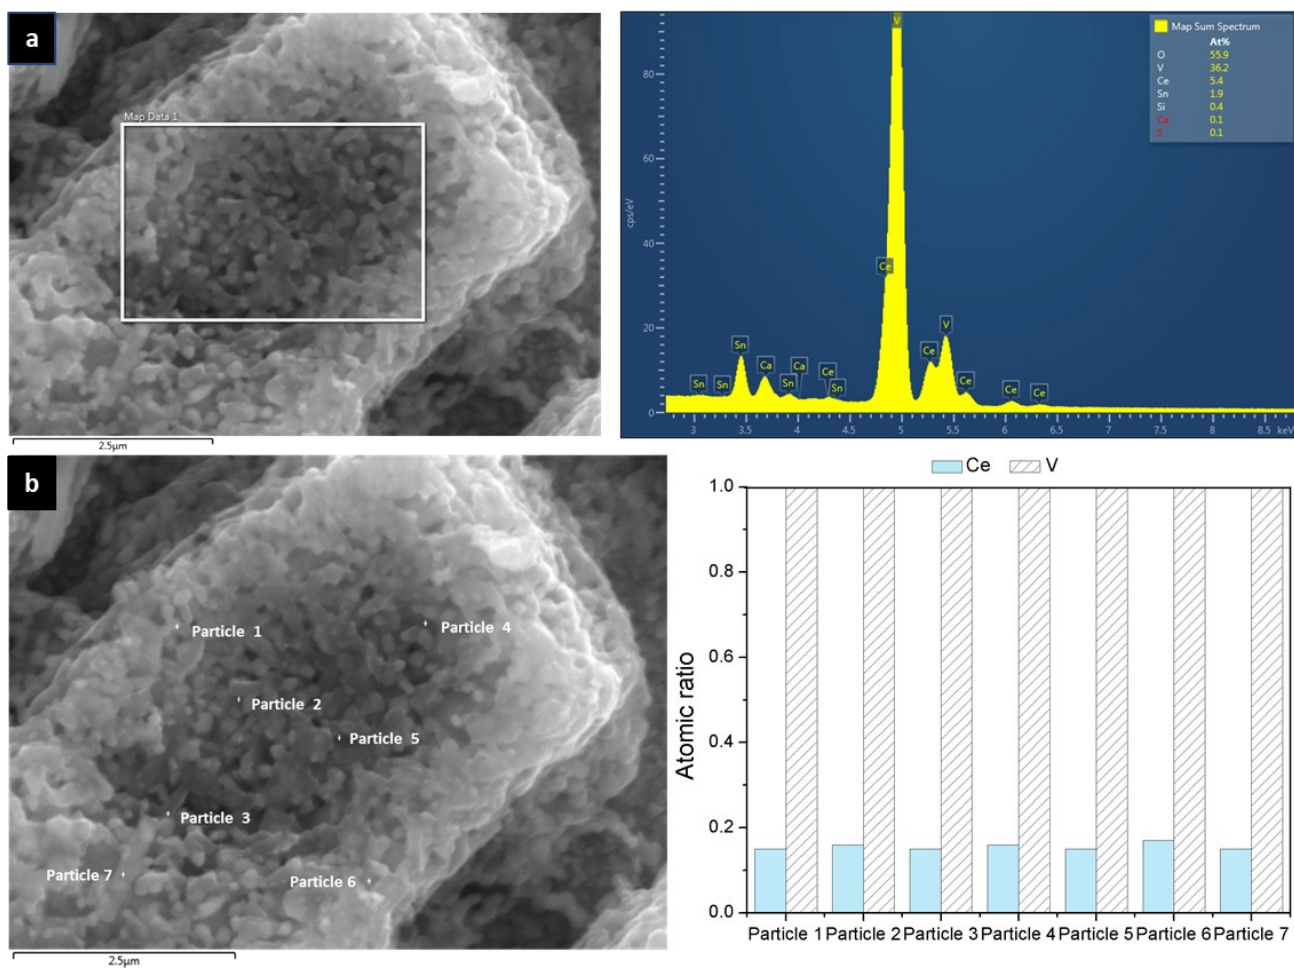 a
Map Data 1
2.5µm
Map Sum Spectrum
At%
O 55.9
V 36.2
Ce 5.4
Sn 1.9
Si 0.4
Ca 0.1
S 0.1
cps/eV
80
60
40
20
0
V
Ce
Sn
Ca
Sn
Sn
Sn
Ca
Ce
Sn
Ce
V
Ce
Ce
Ce
3 3.5 4 4.5 5 5.5 6 6.5 7 7.5 8 8.5 keV
b
Particle 1
Particle 4
Particle 2
Particle 5
Particle 3
Particle 7
Particle 6
2.5µm
Ce V
Atomic ratio
1.0
0.8
0.6
0.4
0.2
0.0
Particle 1 Particle 2 Particle 3 Particle 4 Particle 5 Particle 6 Particle 7